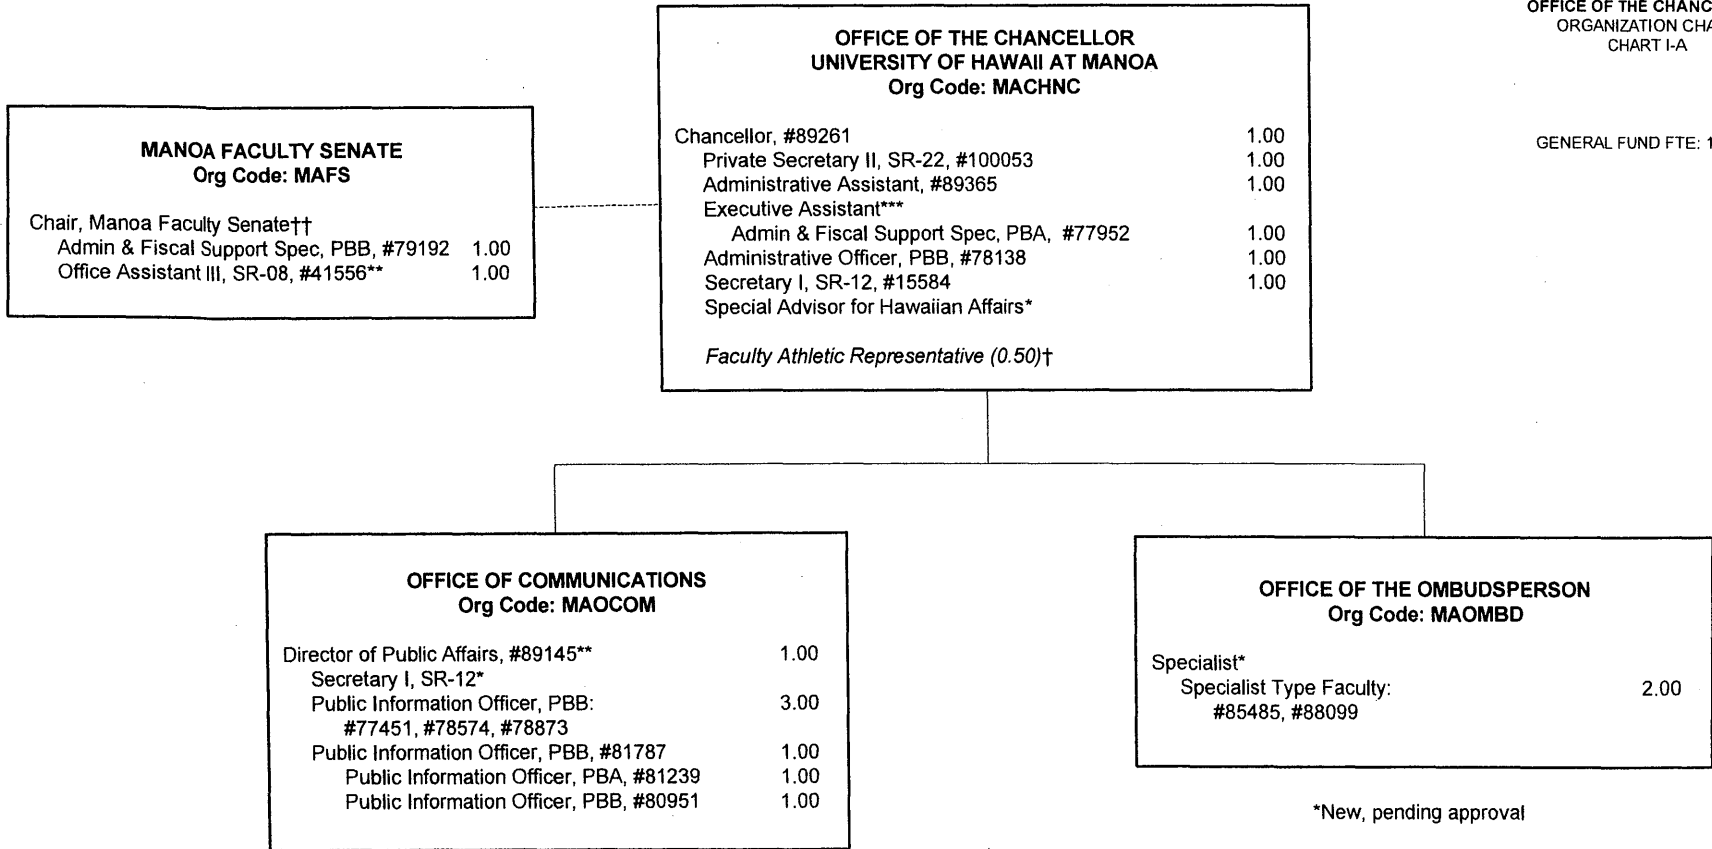 OFFICE OF THE
ORGANIZATION
CHART I-A
GENERAL FUND FTE:
OFFICE OF THE CHANCELLOR
UNIVERSITY OF HAWAII AT MANOA
Org Code: MACHNC
Chancellor, #89261 1.00
Private Secretary II, SR-22, #100053 1.00
Administrative Assistant, #89365 1.00
Executive Assistant***
Admin & Fiscal Support Spec, PBA, #77952 1.00
Administrative Officer, PBB, #78138 1.00
Secretary I, SR-12, #15584 1.00
Special Advisor for Hawaiian Affairs*
Faculty Athletic Representative (0.50)†
MANOA FACULTY SENATE
Org Code: MAFS
Chair, Manoa Faculty Senate††
Admin & Fiscal Support Spec, PBB, #79192 1.00
Office Assistant III, SR-08, #41556** 1.00
OFFICE OF COMMUNICATIONS
Org Code: MAOCOM
Director of Public Affairs, #89145** 1.00
Secretary I, SR-12*
Public Information Officer, PBB: 3.00
#77451, #78574, #78873
Public Information Officer, PBB, #81787 1.00
Public Information Officer, PBA, #81239 1.00
Public Information Officer, PBB, #80951 1.00
OFFICE OF THE OMBUDSPERSON
Org Code: MAOMBD
Specialist*
Specialist Type Faculty: 2.00
#85485, #88099
*New, pending approval